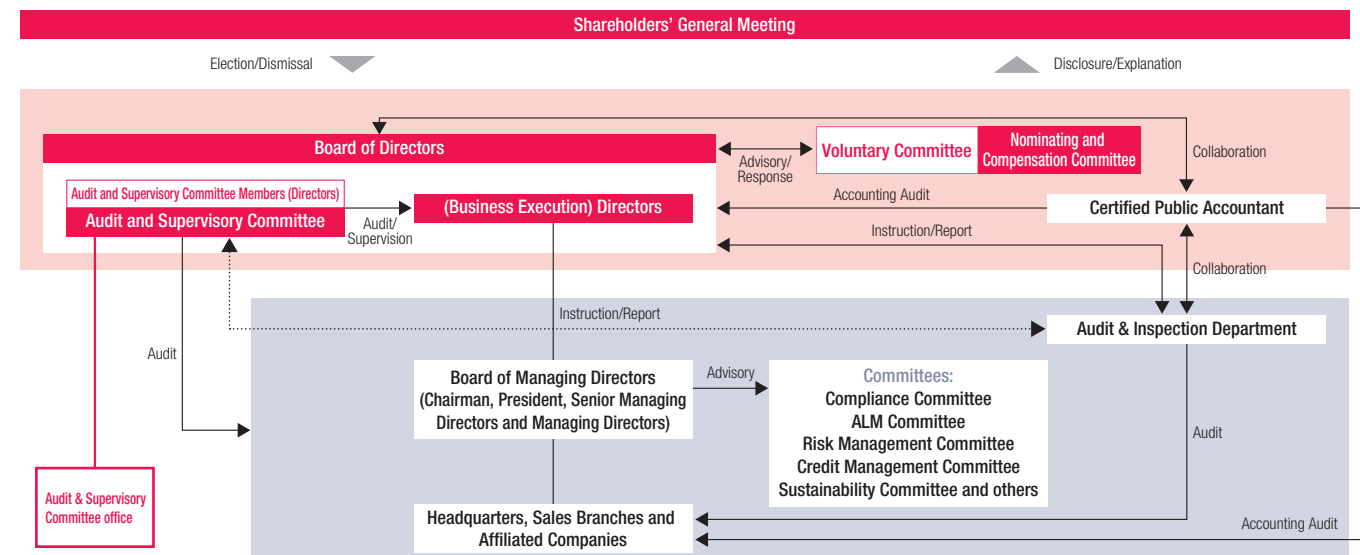 Shareholders' General Meeting
Election/Dismissal
Disclosure/Explanation
Board of Directors
Advisory/
Response
Voluntary Committee
Nominating and
Compensation Committee
Collaboration
Audit and Supervisory Committee Members (Directors)
Audit and Supervisory Committee
Audit/
Supervision
(Business Execution) Directors
Accounting Audit
Certified Public Accountant
Instruction/Report
Collaboration
Instruction/Report
Audit & Inspection Department
Audit
Board of Managing Directors
(Chairman, President, Senior Managing
Directors and Managing Directors)
Advisory
Committees:
Compliance Committee
ALM Committee
Risk Management Committee
Credit Management Committee
Sustainability Committee and others
Audit
Audit & Supervisory
Committee office
Headquarters, Sales Branches and
Affiliated Companies
Accounting Audit